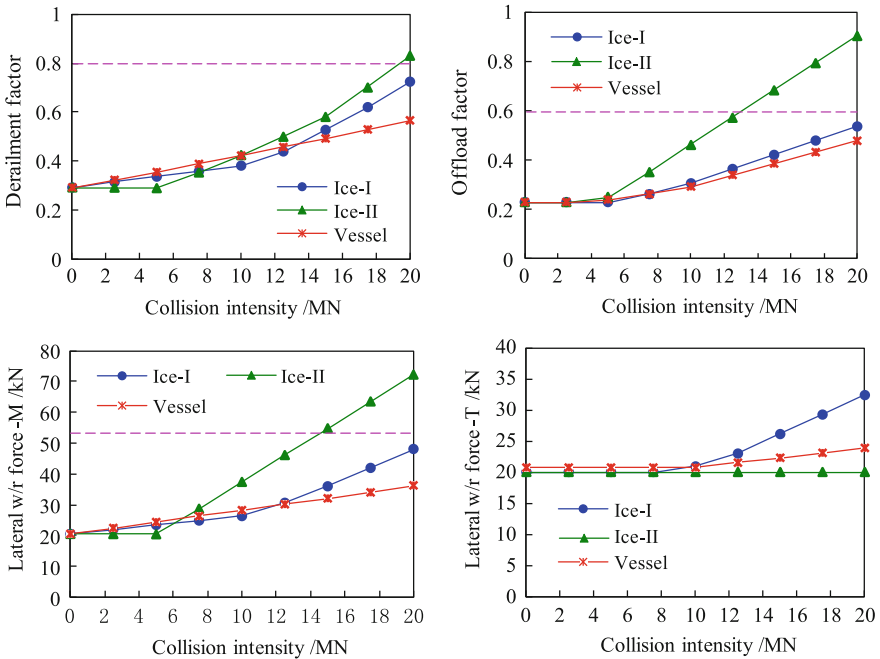 Derailment factor
1
0.8
0.6
0.4
0.2
0
Ice-I
Ice-II
Vessel
0 2 4 6 8 10 12 14 16 18 20
Collision intensity /MN
Offload factor
1
0.8
0.6
0.4
0.2
0
Ice-I
Ice-II
Vessel
0 2 4 6 8 10 12 14 16 18 20
Collision intensity /MN
Lateral w/r force-M /kN
80
70
60
50
40
30
20
10
0
Ice-I Ice-II
Vessel
0 2 4 6 8 10 12 14 16 18 20
Collision intensity /MN
Lateral w/r force-T /kN
40
35
30
25
20
15
10
5
0
Ice-I
Ice-II
Vessel
0 2 4 6 8 10 12 14 16 18 20
Collision intensity /MN